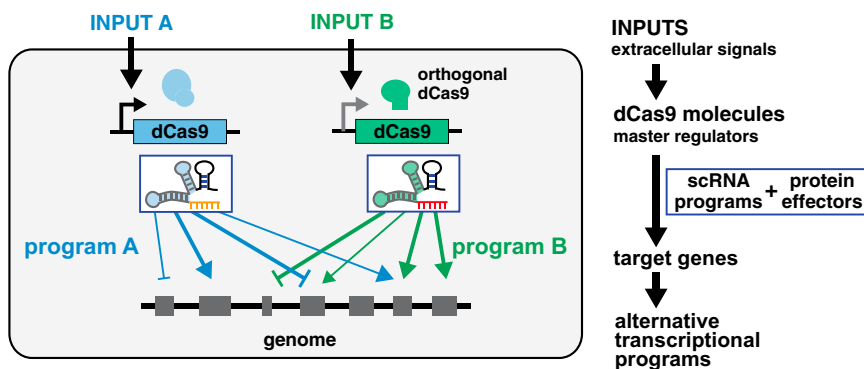 INPUT A
INPUT B
orthogonal
dCas9
dCas9
dCas9
program A
program B
genome
INPUTS
extracellular signals
dCas9 molecules
master regulators
scRNA + protein
programs effectors
target genes
alternative
transcriptional
programs